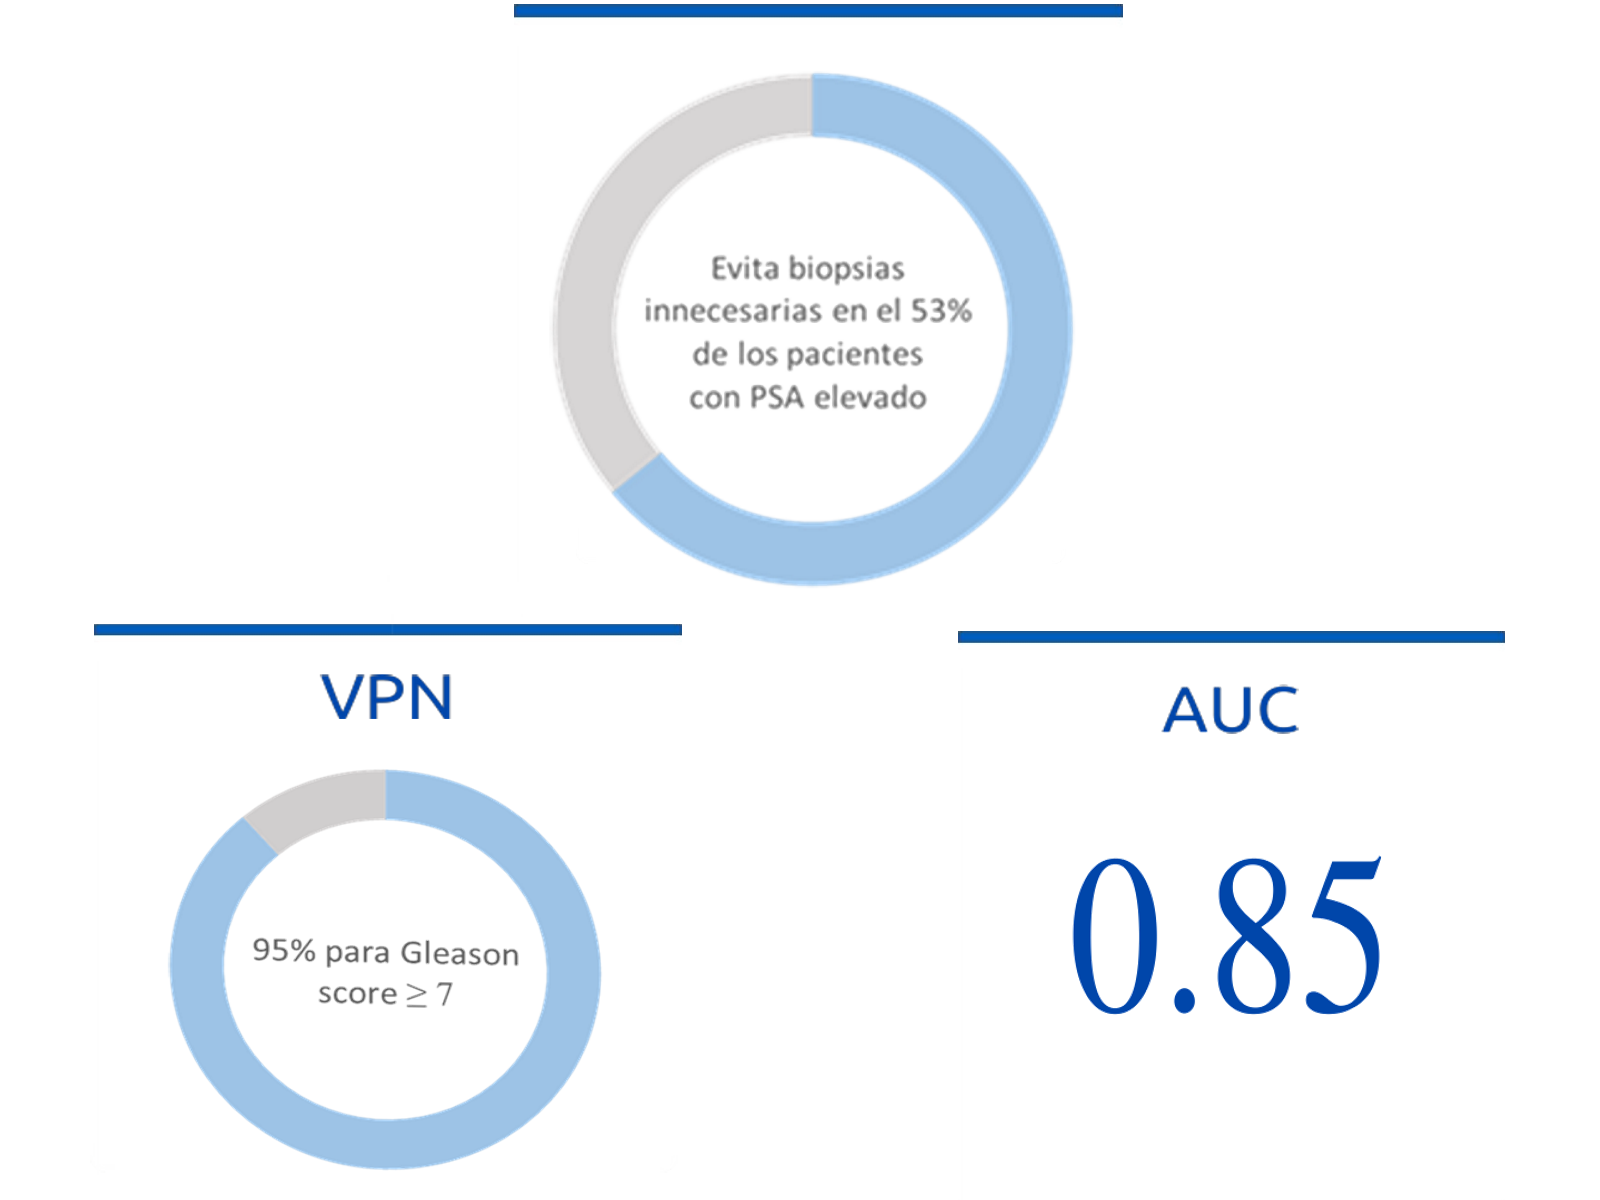 Evita biopsias
innecesarias en el 53%
de los pacientes
con PSA elevado
VPN
95% para Gleason
score ≥ 7
AUC
0.85